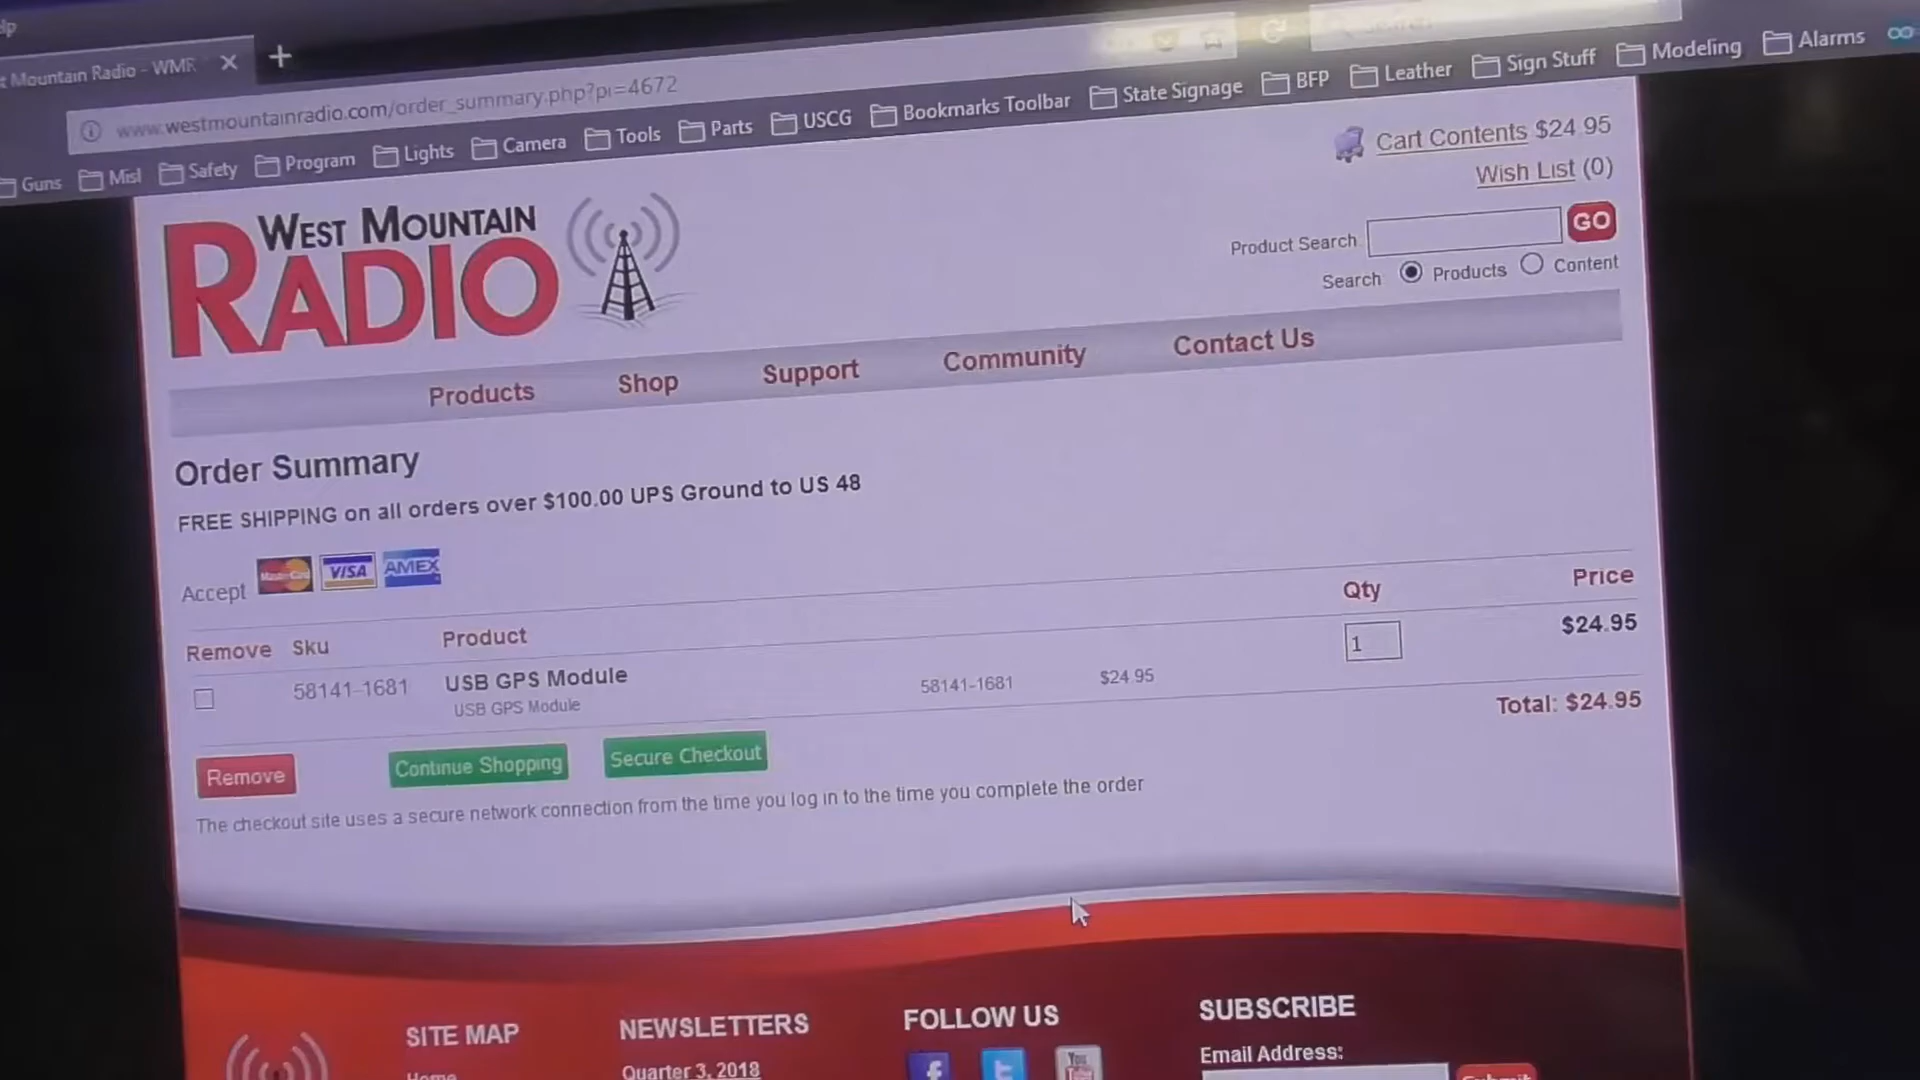 elp
t Mountain Radio - WMR
www.westmountainradio.com/order_summary.php?pi=4672
Guns Misl Safety Program Lights Camera Tools Parts USCG Bookmarks Toolbar State Signage BFP Leather Sign Stuff Modeling Alarms
Cart Contents $24.95
Wish List (0)
WEST MOUNTAIN
RADIO
Product Search GO
Search Products Content
Products Shop Support Community Contact Us
Order Summary
FREE SHIPPING on all orders over $100.00 UPS Ground to US 48
Accept MasterCard VISA AMEX
Remove Sku Product Qty Price
58141-1681 USB GPS Module 58141-1681 $24.95 1 $24.95
USB GPS Module
Total: $24.95
Remove Continue Shopping Secure Checkout
The checkout site uses a secure network connection from the time you log in to the time you complete the order
SITE MAP NEWSLETTERS FOLLOW US SUBSCRIBE
Home Quarter 3, 2018 f t You Email Address:
Submit